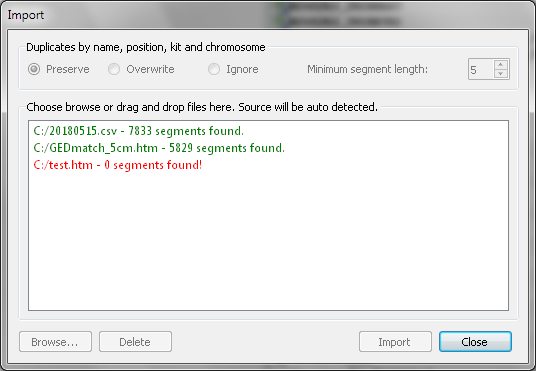 Import
Duplicates by name, position, kit and chromosome
Preserve Overwrite Ignore Minimum segment length: 5
Choose browse or drag and drop files here. Source will be auto detected.
C:/20180515.csv - 7833 segments found.
C:/GEDmatch_5cm.htm - 5829 segments found.
C:/test.htm - 0 segments found!
Browse... Delete Import Close